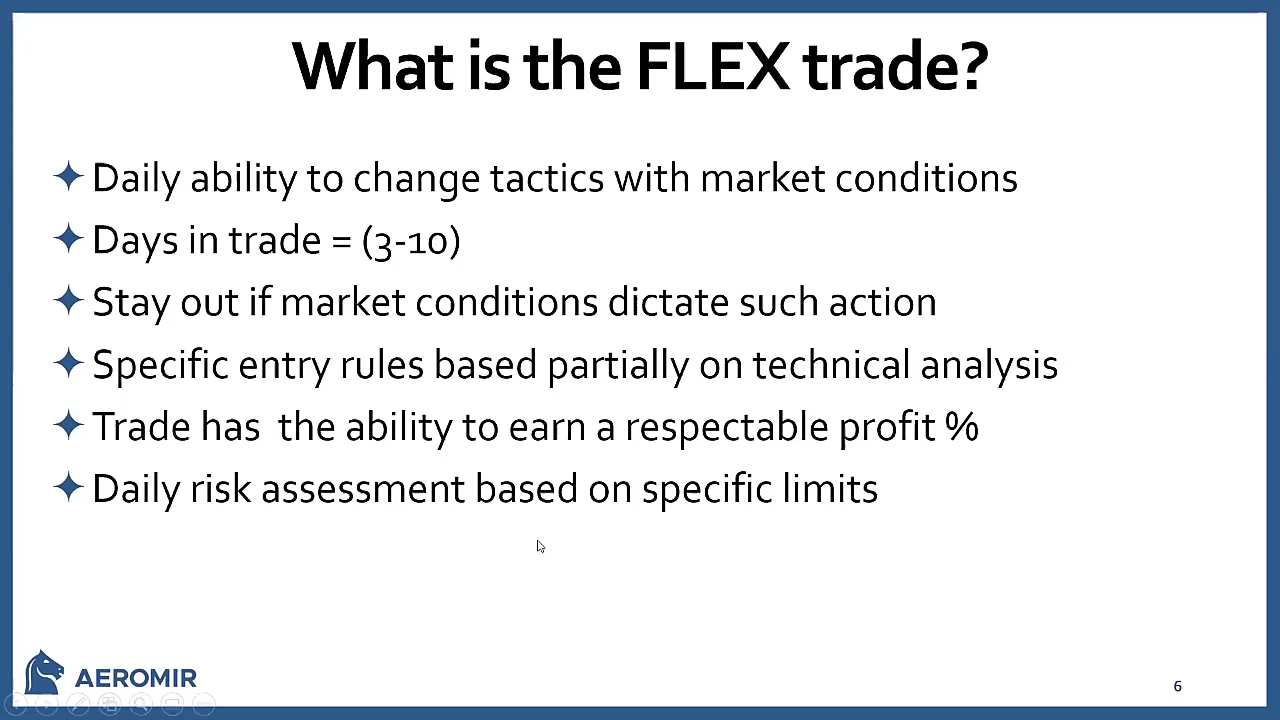 What is the FLEX trade?
Daily ability to change tactics with market conditions
Days in trade = (3-10)
Stay out if market conditions dictate such action
Specific entry rules based partially on technical analysis
Trade has  the ability to earn a respectable profit %
Daily risk assessment based on specific limits
AEROMIR
6